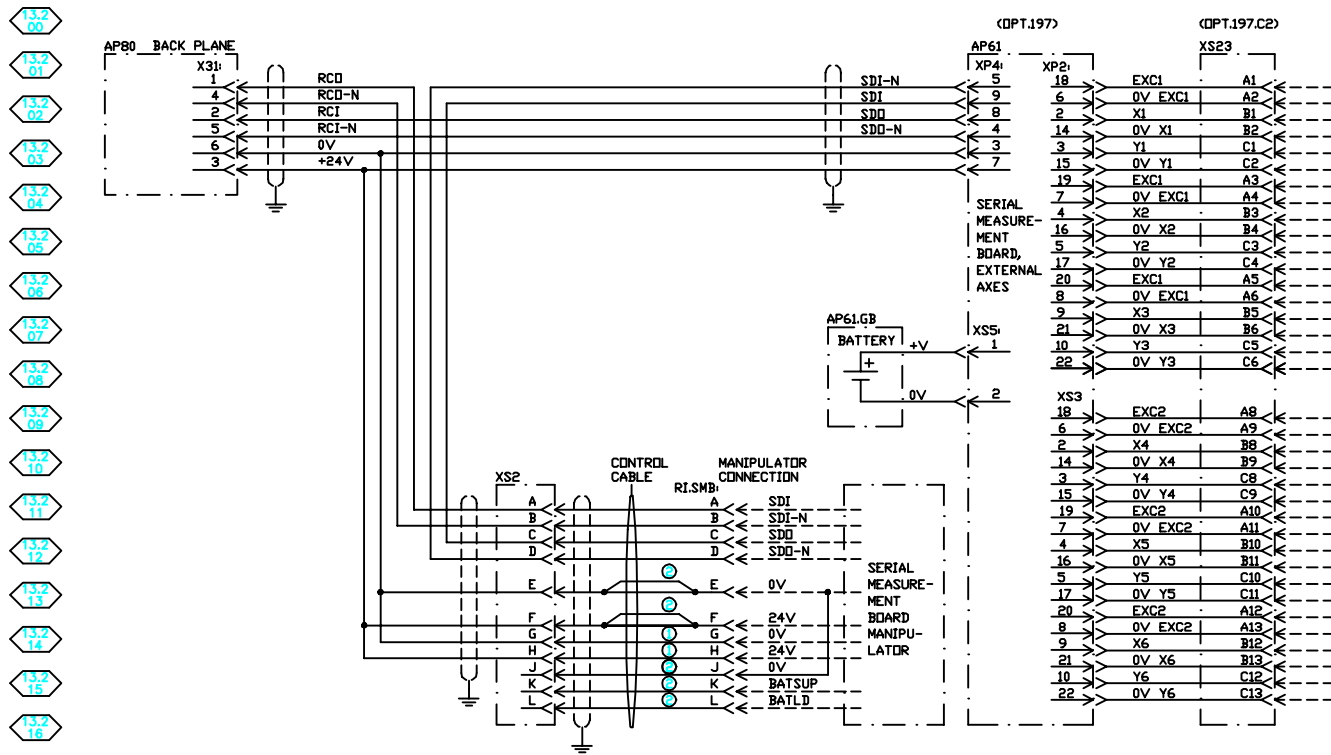 13.2
00
13.2
01
13.2
02
13.2
03
13.2
04
13.2
05
13.2
06
13.2
07
13.2
08
13.2
09
13.2
10
13.2
11
13.2
12
13.2
13
13.2
14
13.2
15
13.2
16
AP80 BACK PLANE
X31:
1 RCO
4 RCO-N
2 RCI
5 RCI-N
6 0V
3 +24V
SDI-N 5
SDI 9
SDO 8
SDO-N 4
3
7
(OPT.197)
AP61
XP4:
SERIAL
MEASURE-
MENT
BOARD,
EXTERNAL
AXES
XS5:
1
2
AP61.GB
BATTERY
+V
+
0V
(OPT.197.C2)
XS23
XP2:
18 EXC1 A1
6 0V EXC1 A2
2 X1 B1
14 0V X1 B2
3 Y1 C1
15 0V Y1 C2
19 EXC1 A3
7 0V EXC1 A4
4 X2 B3
16 0V X2 B4
5 Y2 C3
17 0V Y2 C4
20 EXC1 A5
8 0V EXC1 A6
9 X3 B5
21 0V X3 B6
10 Y3 C5
22 0V Y3 C6
XS3
18 EXC2 A8
6 0V EXC2 A9
2 X4 B8
14 0V X4 B9
3 Y4 C8
15 0V Y4 C9
19 EXC2 A10
7 0V EXC2 A11
4 X5 B10
16 0V X5 B11
5 Y5 C10
17 0V Y5 C11
20 EXC2 A12
8 0V EXC2 A13
9 X6 B12
21 0V X6 B13
10 Y6 C12
22 0V Y6 C13
XS2
CONTROL
CABLE
MANIPULATOR
CONNECTION
R1.SMB:
A A SDI
B B SDI-N
C C SDO
D D SDO-N
2
E E 0V
2
F F 24V
G 1 G 0V
H 1 H 24V
J 2 J 0V
K 2 K BATSUP
L 2 L BATLD
SERIAL
MEASURE-
MENT
BOARD
MANIPU-
LATOR